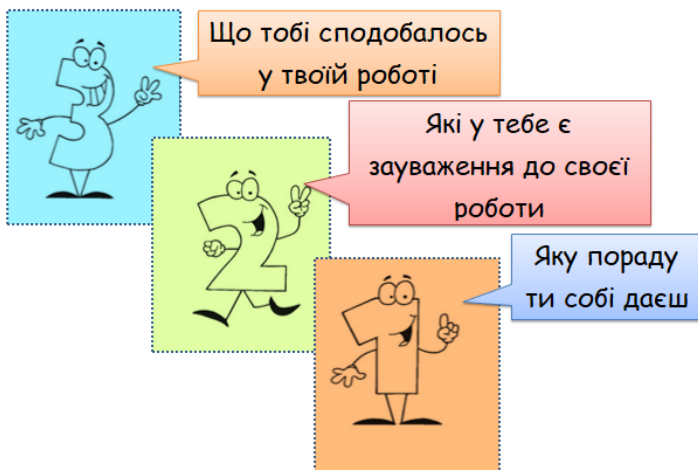 Що тобі сподобалось
у твоїй роботі
Які у тебе є
зауваження до своєї
роботи
Яку пораду
ти собі даєш